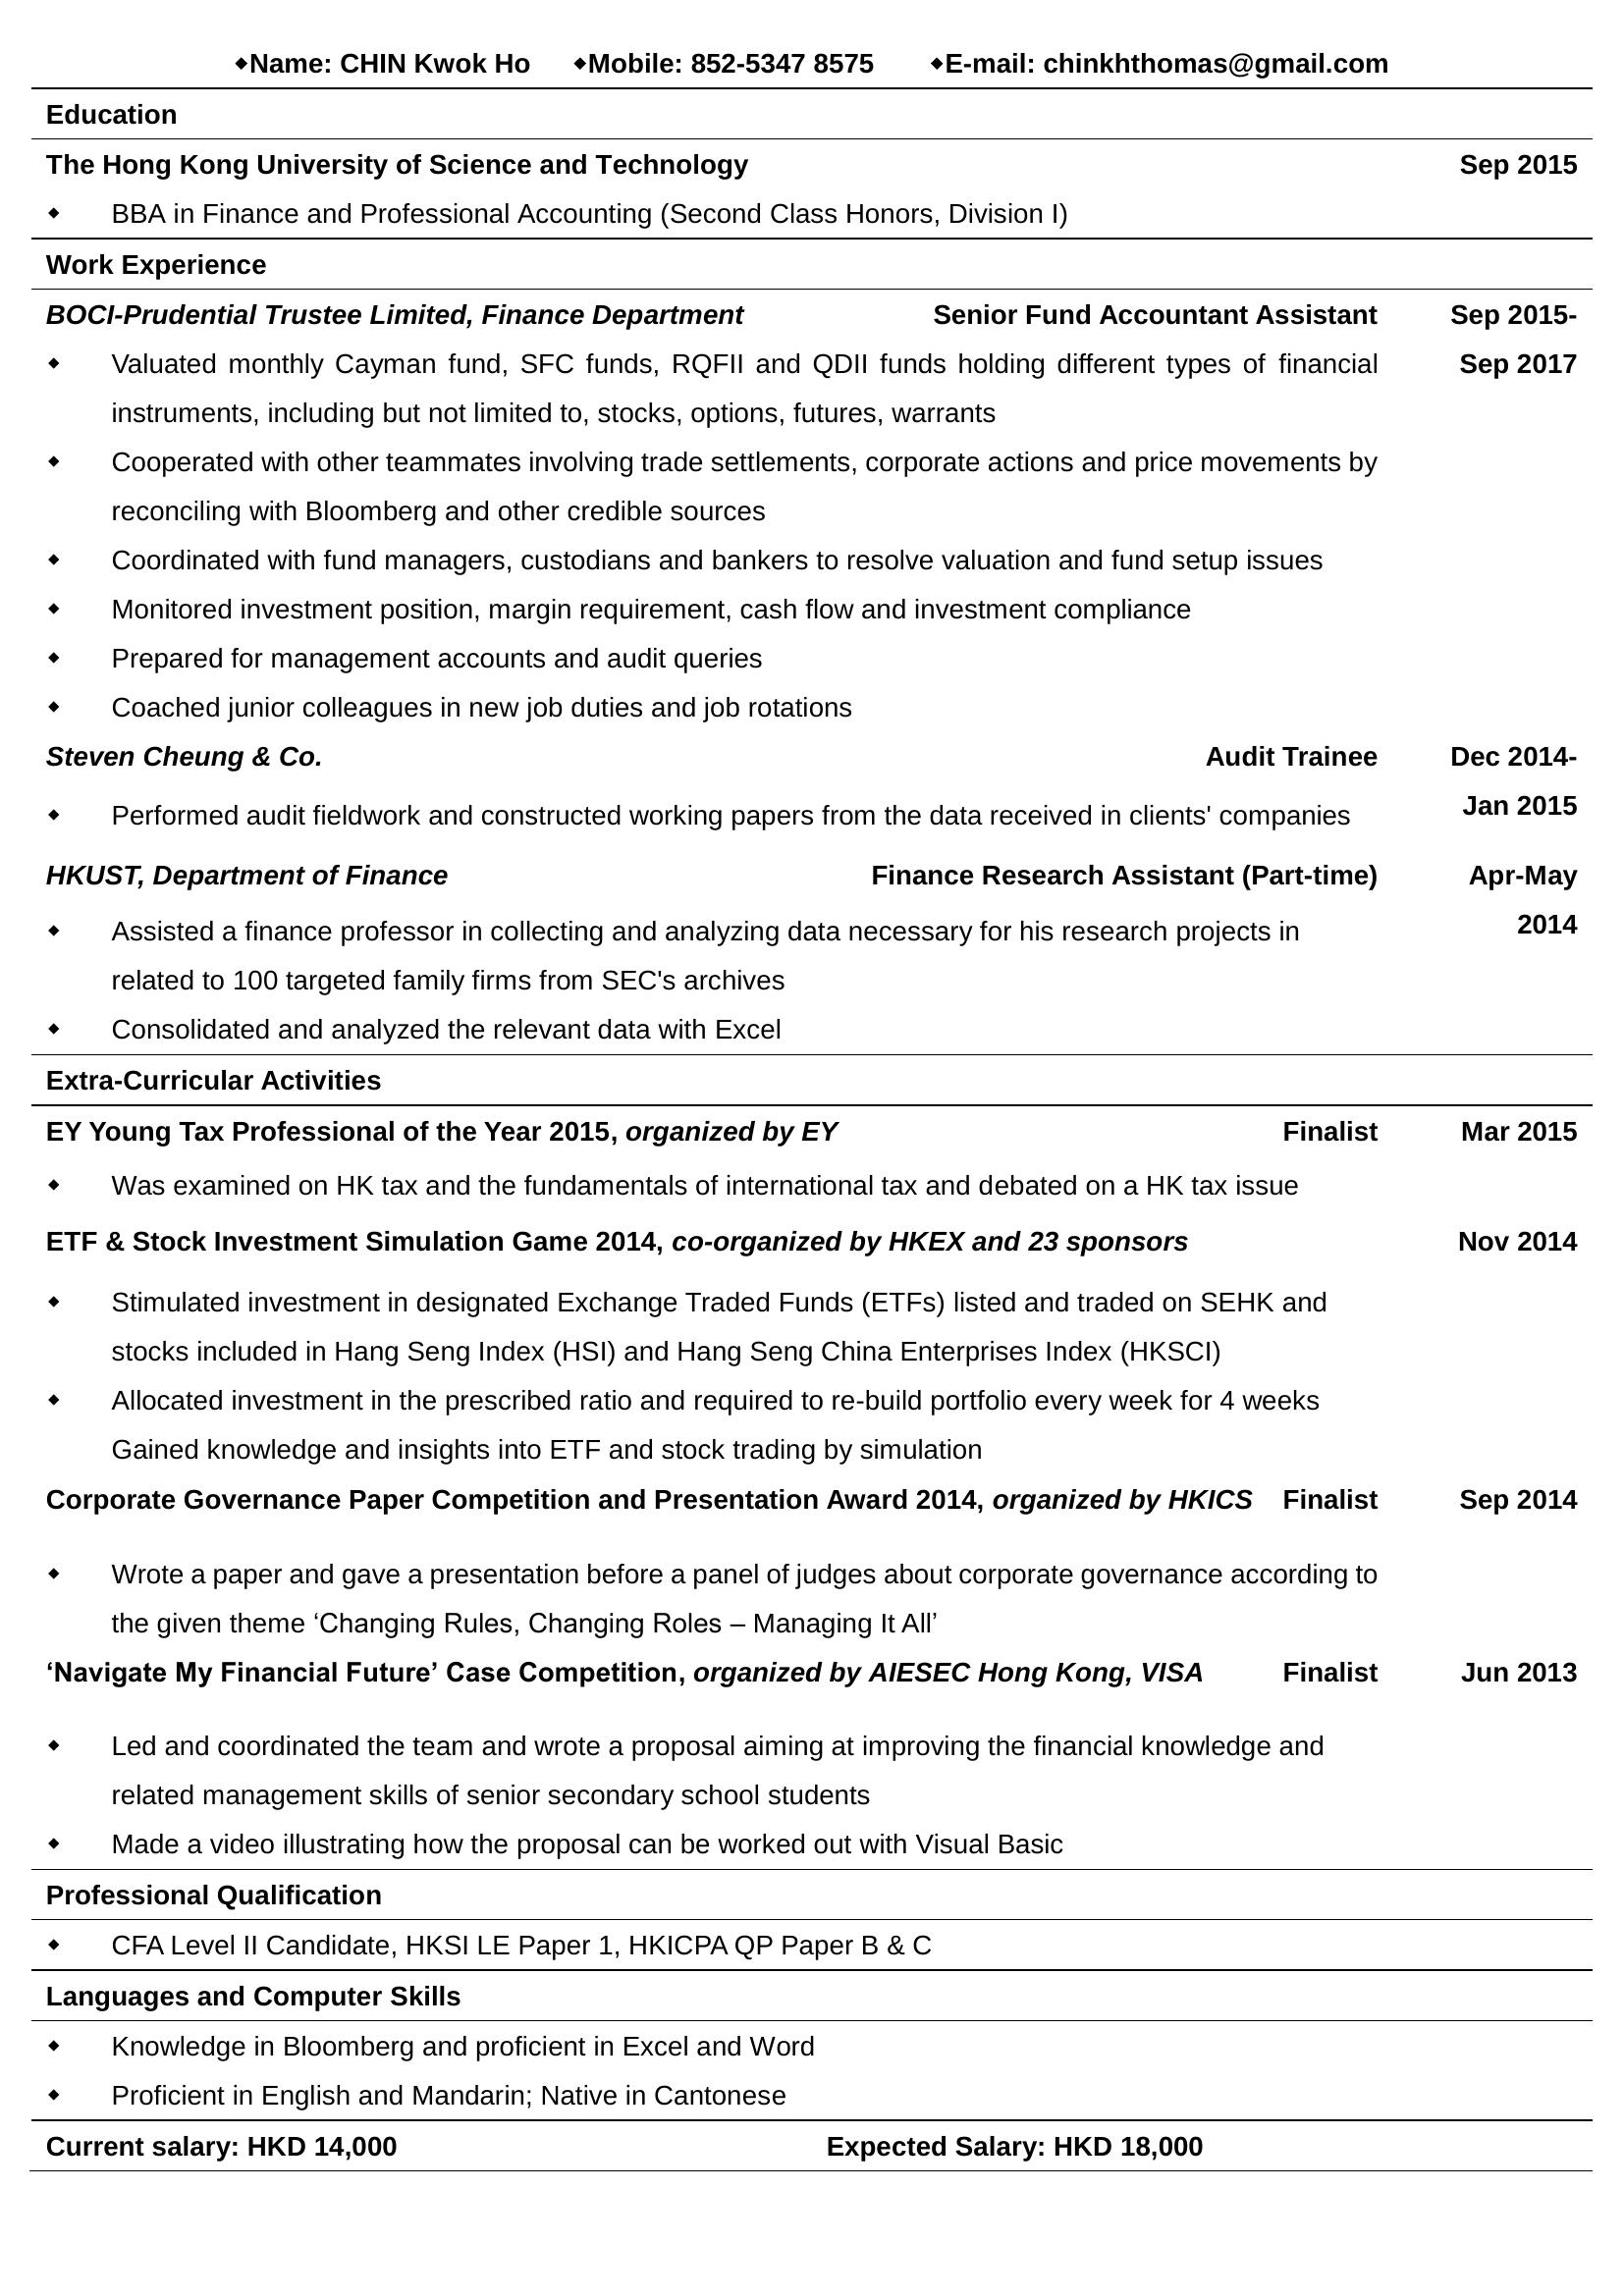 ◆Name: CHIN Kwok Ho ◆Mobile: 852-5347 8575 ◆E-mail: chinkhthomas@gmail.com
Education
The Hong Kong University of Science and Technology Sep 2015
◆ BBA in Finance and Professional Accounting (Second Class Honors, Division I)
Work Experience
BOCI-Prudential Trustee Limited, Finance Department Senior Fund Accountant Assistant Sep 2015-
◆ Valuated monthly Cayman fund, SFC funds, RQFII and QDII funds holding different types of financial Sep 2017
instruments, including but not limited to, stocks, options, futures, warrants
◆ Cooperated with other teammates involving trade settlements, corporate actions and price movements by
reconciling with Bloomberg and other credible sources
◆ Coordinated with fund managers, custodians and bankers to resolve valuation and fund setup issues
◆ Monitored investment position, margin requirement, cash flow and investment compliance
◆ Prepared for management accounts and audit queries
◆ Coached junior colleagues in new job duties and job rotations
Steven Cheung & Co. Audit Trainee Dec 2014-
◆ Performed audit fieldwork and constructed working papers from the data received in clients' companies Jan 2015
HKUST, Department of Finance Finance Research Assistant (Part-time) Apr-May
◆ Assisted a finance professor in collecting and analyzing data necessary for his research projects in 2014
related to 100 targeted family firms from SEC's archives
◆ Consolidated and analyzed the relevant data with Excel
Extra-Curricular Activities
EY Young Tax Professional of the Year 2015, organized by EY Finalist Mar 2015
◆ Was examined on HK tax and the fundamentals of international tax and debated on a HK tax issue
ETF & Stock Investment Simulation Game 2014, co-organized by HKEX and 23 sponsors Nov 2014
◆ Stimulated investment in designated Exchange Traded Funds (ETFs) listed and traded on SEHK and
stocks included in Hang Seng Index (HSI) and Hang Seng China Enterprises Index (HKSCI)
◆ Allocated investment in the prescribed ratio and required to re-build portfolio every week for 4 weeks
Gained knowledge and insights into ETF and stock trading by simulation
Corporate Governance Paper Competition and Presentation Award 2014, organized by HKICS Finalist Sep 2014
◆ Wrote a paper and gave a presentation before a panel of judges about corporate governance according to
the given theme ‘Changing Rules, Changing Roles – Managing It All’
‘Navigate My Financial Future’ Case Competition, organized by AIESEC Hong Kong, VISA Finalist Jun 2013
◆ Led and coordinated the team and wrote a proposal aiming at improving the financial knowledge and
related management skills of senior secondary school students
◆ Made a video illustrating how the proposal can be worked out with Visual Basic
Professional Qualification
◆ CFA Level II Candidate, HKSI LE Paper 1, HKICPA QP Paper B & C
Languages and Computer Skills
◆ Knowledge in Bloomberg and proficient in Excel and Word
◆ Proficient in English and Mandarin; Native in Cantonese
Current salary: HKD 14,000 Expected Salary: HKD 18,000